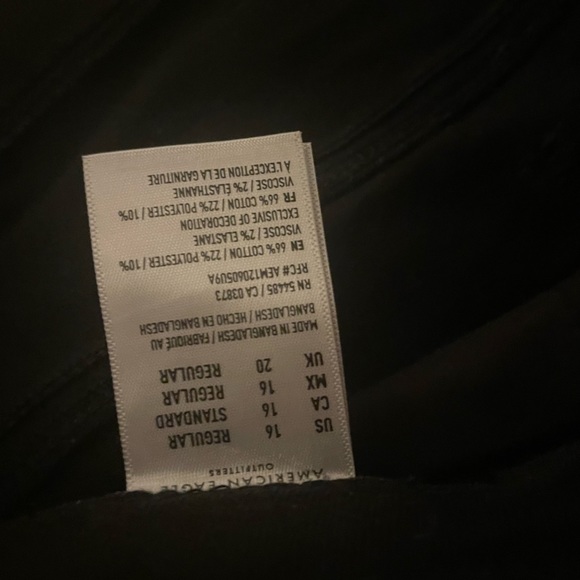 AMERICAN EAGLE
OUTFITTERS
US 16 REGULAR
CA 16 STANDARD
MX 16 REGULAR
UK 20 REGULAR
MADE IN BANGLADESH / FABRIQUÉ AU
BANGLADESH / HECHO EN BANGLADESH
RN 54485 / CA 03873
RFC# AEM120605U9A
EN 66% COTTON / 22% POLYESTER / 10%
VISCOSE / 2% ELASTANE
EXCLUSIVE OF DECORATION
FR 66% COTON / 22% POLYESTER / 10%
VISCOSE / 2% ÉLASTHANNE
À L'EXCEPTION DE LA GARNITURE